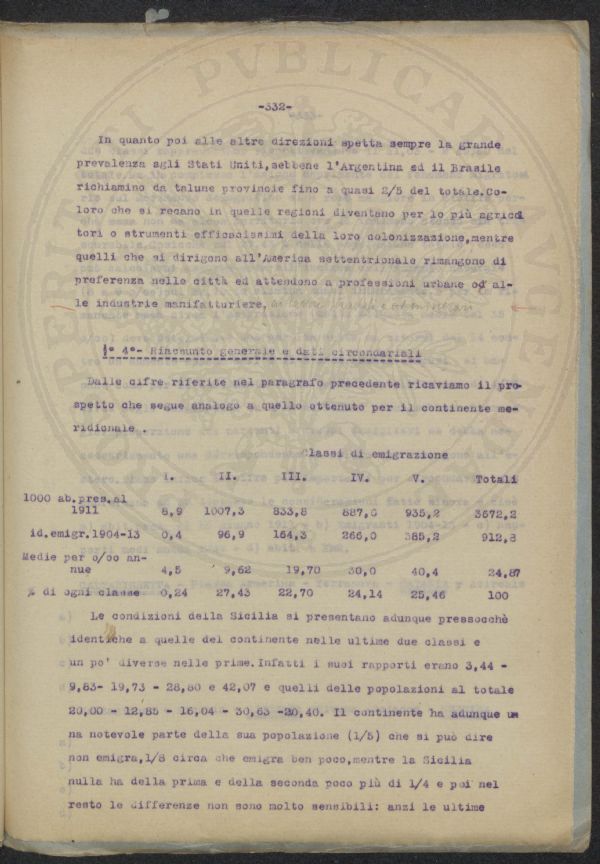 PERITI PVBLICAE VTILI
-332-
In quanto poi alle altre direzioni spetta sempre la grande
prevalenza agli Stati Uniti,sebbene l'Argentina ed il Brasile
richiamino da talune provincie fino a quasi 2/5 del totale.Co-
loro che si recano in quelle regioni diventano per lo più agricol
tori o strumenti efficacissimi della loro colonizzazione,mentre
quelli che si dirigono all'America settentrionale rimangono di
preferenza nelle città ed attendono a professioni urbane od al-
le industrie manifatturiere,
§° 4°- Riassunto generale e dati circondariali
Dalle cifre riferite nel paragrafo precedente ricaviamo il pro-
spetto che segue analogo a quello ottenuto per il continente me-
ridionale .
Classi di emigrazione
I. II. III. IV. V. Totali
1000 ab.pres.al
1911 8,9 1007,3 833,8 887,0 935,2 3672,2
id.emigr.1904-13 0,4 96,9 164,3 266,0 385,2 912,8
Medie per o/oo an-
nue 4,5 9,62 19,70 30,0 40,4 24,87
% di ogni classe 0,24 27,43 22,70 24,14 25,46 100
Le condizioni della Sicilia si presentano adunque pressocchè
identiche a quelle del continente nelle ultime due classi e
un po' diverse nelle prime.Infatti i suoi rapporti erano 3,44 -
9,83- 19,73 - 28,80 e 42,07 e quelli delle popolazioni al totale
20,00 - 12,85 - 16,04 - 30,63 -20,40. Il continente ha adunque u
na notevole parte della sua popolazione (1/5) che si può dire
non emigra,1/8 circa che emigra ben poco,mentre la Sicilia
nulla ha della prima e della seconda poco più di 1/4 e poi nel
resto le differenze non sono molto sensibili: anzi le ultime